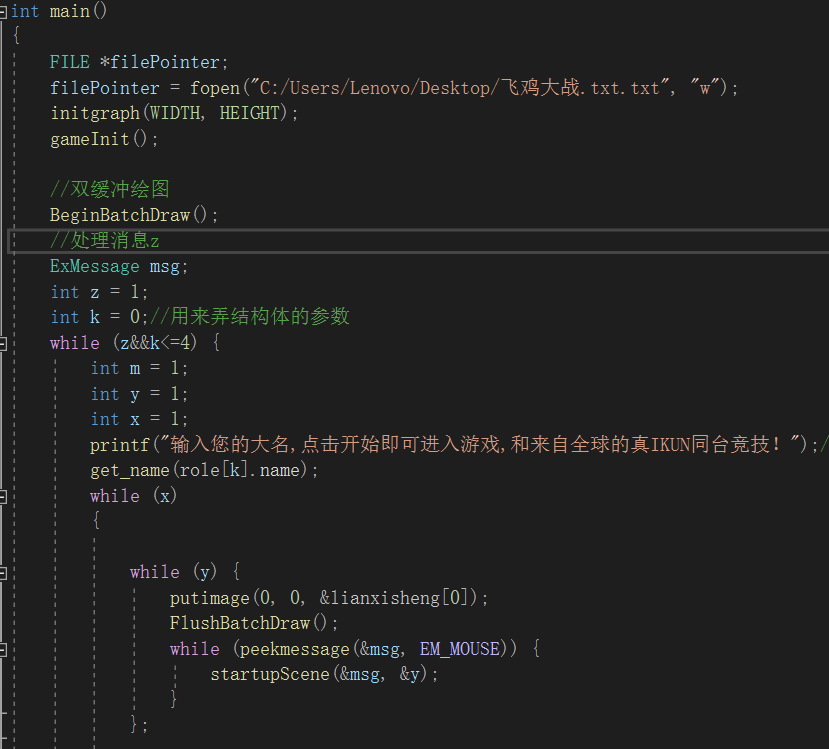 int main()
{
FILE *filePointer;
filePointer = fopen("C:/Users/Lenovo/Desktop/飞鸡大战.txt.txt", "w");
initgraph(WIDTH, HEIGHT);
gameInit();
//双缓冲绘图
BeginBatchDraw();
//处理消息z
ExMessage msg;
int z = 1;
int k = 0;//用来弄结构体的参数
while (z&&k<=4) {
int m = 1;
int y = 1;
int x = 1;
printf("输入您的大名,点击开始即可进入游戏,和来自全球的真IKUN同台竞技！");/
get_name(role[k].name);
while (x)
{
while (y) {
putimage(0, 0, &lianxisheng[0]);
FlushBatchDraw();
while (peekmessage(&msg, EM_MOUSE)) {
startupScene(&msg, &y);
}
};